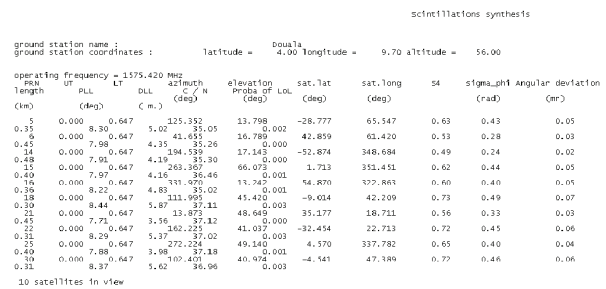 Scintillations synthesis
ground station name : Douala
ground station coordinates : latitude = 4.00 longitude = 9.70 altitude = 56.00
operating frequency = 1575.420 MHz
PRN UT LT azimuth elevation sat.lat sat.long S4 sigma_phi Angular deviation
length PLL DLL C / N Proba of LoL
(deg) (deg) (deg) (deg) (rad) (mr)
(km) (deg) ( m.)
5 0.000 0.647 125.352 13.798 -28.777 65.547 0.63 0.43 0.05
0.35 8.30 5.02 35.05 0.002
6 0.000 0.647 41.655 16.789 42.859 61.420 0.53 0.28 0.03
0.45 7.98 4.35 35.26 0.000
14 0.000 0.647 194.539 17.143 -52.874 348.684 0.49 0.24 0.02
0.48 7.91 4.19 35.30 0.000
15 0.000 0.647 263.367 66.073 1.713 351.451 0.62 0.44 0.05
0.40 7.97 4.16 36.46 0.001
16 0.000 0.647 331.970 13.242 54.870 322.863 0.60 0.40 0.05
0.36 8.22 4.83 35.02 0.001
18 0.000 0.647 111.995 45.420 -9.014 42.209 0.73 0.49 0.07
0.30 8.44 5.87 37.11 0.003
21 0.000 0.647 13.873 48.649 35.177 18.711 0.56 0.33 0.03
0.45 7.71 3.56 37.12 0.000
22 0.000 0.647 162.225 41.037 -32.454 22.713 0.72 0.45 0.06
0.31 8.29 5.37 37.02 0.003
25 0.000 0.647 272.224 49.140 4.570 337.782 0.65 0.40 0.04
0.40 7.88 3.98 37.18 0.001
30 0.000 0.647 102.401 40.974 -4.541 47.389 0.72 0.46 0.06
0.31 8.37 5.62 36.96 0.003
10 satellites in view